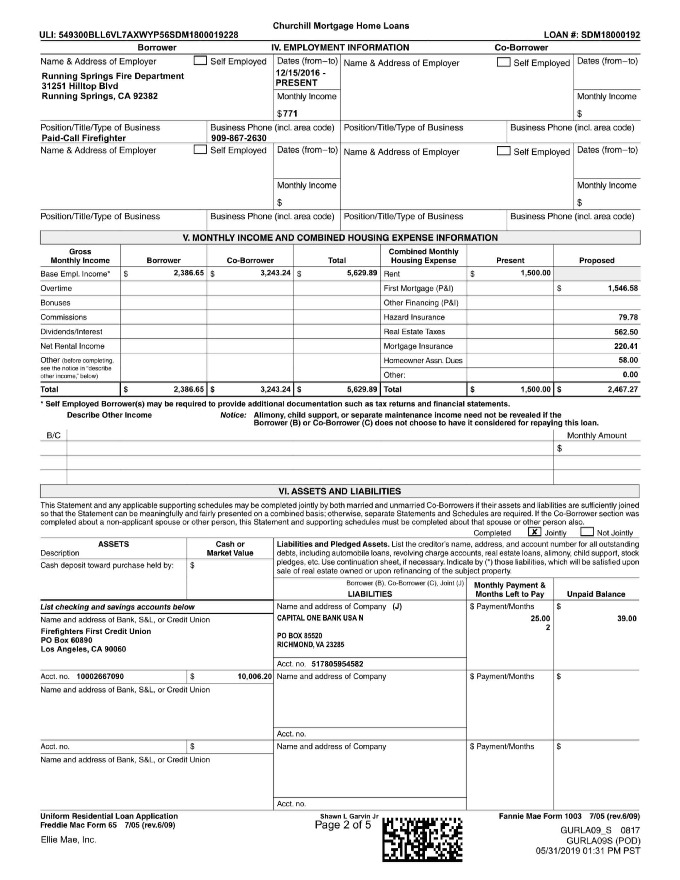 Churchill Mortgage Home Loans
ULI: 549300BLL6VL7AXWYP56SDM1800019228 LOAN #: SDM18000192
Borrower IV. EMPLOYMENT INFORMATION Co-Borrower
Name & Address of Employer Self Employed Dates (from–to) Name & Address of Employer Self Employed Dates (from–to)
Running Springs Fire Department 12/15/2016 -
31251 Hilltop Blvd PRESENT
Running Springs, CA 92382 Monthly Income Monthly Income
$ 771 $
Position/Title/Type of Business Business Phone (incl. area code) Position/Title/Type of Business Business Phone (incl. area code)
Paid-Call Firefighter 909-867-2630
Name & Address of Employer Self Employed Dates (from–to) Name & Address of Employer Self Employed Dates (from–to)
Monthly Income Monthly Income
$ $
Position/Title/Type of Business Business Phone (incl. area code) Position/Title/Type of Business Business Phone (incl. area code)
V. MONTHLY INCOME AND COMBINED HOUSING EXPENSE INFORMATION
Gross Monthly Income Borrower Co-Borrower Total Combined Monthly Housing Expense Present Proposed
Base Empl. Income* $ 2,386.65 $ 3,243.24 $ 5,629.89 Rent $ 1,500.00
Overtime First Mortgage (P&I) $ 1,546.58
Bonuses Other Financing (P&I)
Commissions Hazard Insurance 79.78
Dividends/Interest Real Estate Taxes 562.50
Net Rental Income Mortgage Insurance 220.41
Other (before completing, Homeowner Assn. Dues 58.00
see the notice in "describe
other income," below) Other: 0.00
Total $ 2,386.65 $ 3,243.24 $ 5,629.89 Total $ 1,500.00 $ 2,467.27
* Self Employed Borrower(s) may be required to provide additional documentation such as tax returns and financial statements.
Describe Other Income Notice: Alimony, child support, or separate maintenance income need not be revealed if the
Borrower (B) or Co-Borrower (C) does not choose to have it considered for repaying this loan.
B/C Monthly Amount
$
VI. ASSETS AND LIABILITIES
This Statement and any applicable supporting schedules may be completed jointly by both married and unmarried Co-Borrowers if their assets and liabilities are sufficiently joined
so that the Statement can be meaningfully and fairly presented on a combined basis; otherwise, separate Statements and Schedules are required. If the Co-Borrower section was
completed about a non-applicant spouse or other person, this Statement and supporting schedules must be completed about that spouse or other person also.
Completed X Jointly Not Jointly
ASSETS Cash or Market Value Liabilities and Pledged Assets. List the creditor's name, address, and account number for all outstanding
Description debts, including automobile loans, revolving charge accounts, real estate loans, alimony, child support, stock
Cash deposit toward purchase held by: $ pledges, etc. Use continuation sheet, if necessary. Indicate by (*) those liabilities, which will be satisfied upon
sale of real estate owned or upon refinancing of the subject property.
Borrower (B), Co-Borrower (C), Joint (J)
LIABILITIES Monthly Payment & Months Left to Pay Unpaid Balance
List checking and savings accounts below Name and address of Company (J) $ Payment/Months $
Name and address of Bank, S&L, or Credit Union CAPITAL ONE BANK USA N 25.00 39.00
Firefighters First Credit Union 2
PO Box 60890 PO BOX 85520
Los Angeles, CA 90060 RICHMOND, VA 23285
Acct. no. 517805954582
Acct. no. 10002667090 $ 10,006.20 Name and address of Company $ Payment/Months $
Name and address of Bank, S&L, or Credit Union
Acct. no.
Acct. no. $ Name and address of Company $ Payment/Months $
Name and address of Bank, S&L, or Credit Union
Acct. no.
Uniform Residential Loan Application Shawn L Garvin Jr Fannie Mae Form 1003 7/05 (rev.6/09)
Freddie Mac Form 65 7/05 (rev.6/09) Page 2 of 5
Ellie Mae, Inc. GURLA09_S 0817
GURLA09S (POD)
05/31/2019 01:31 PM PST